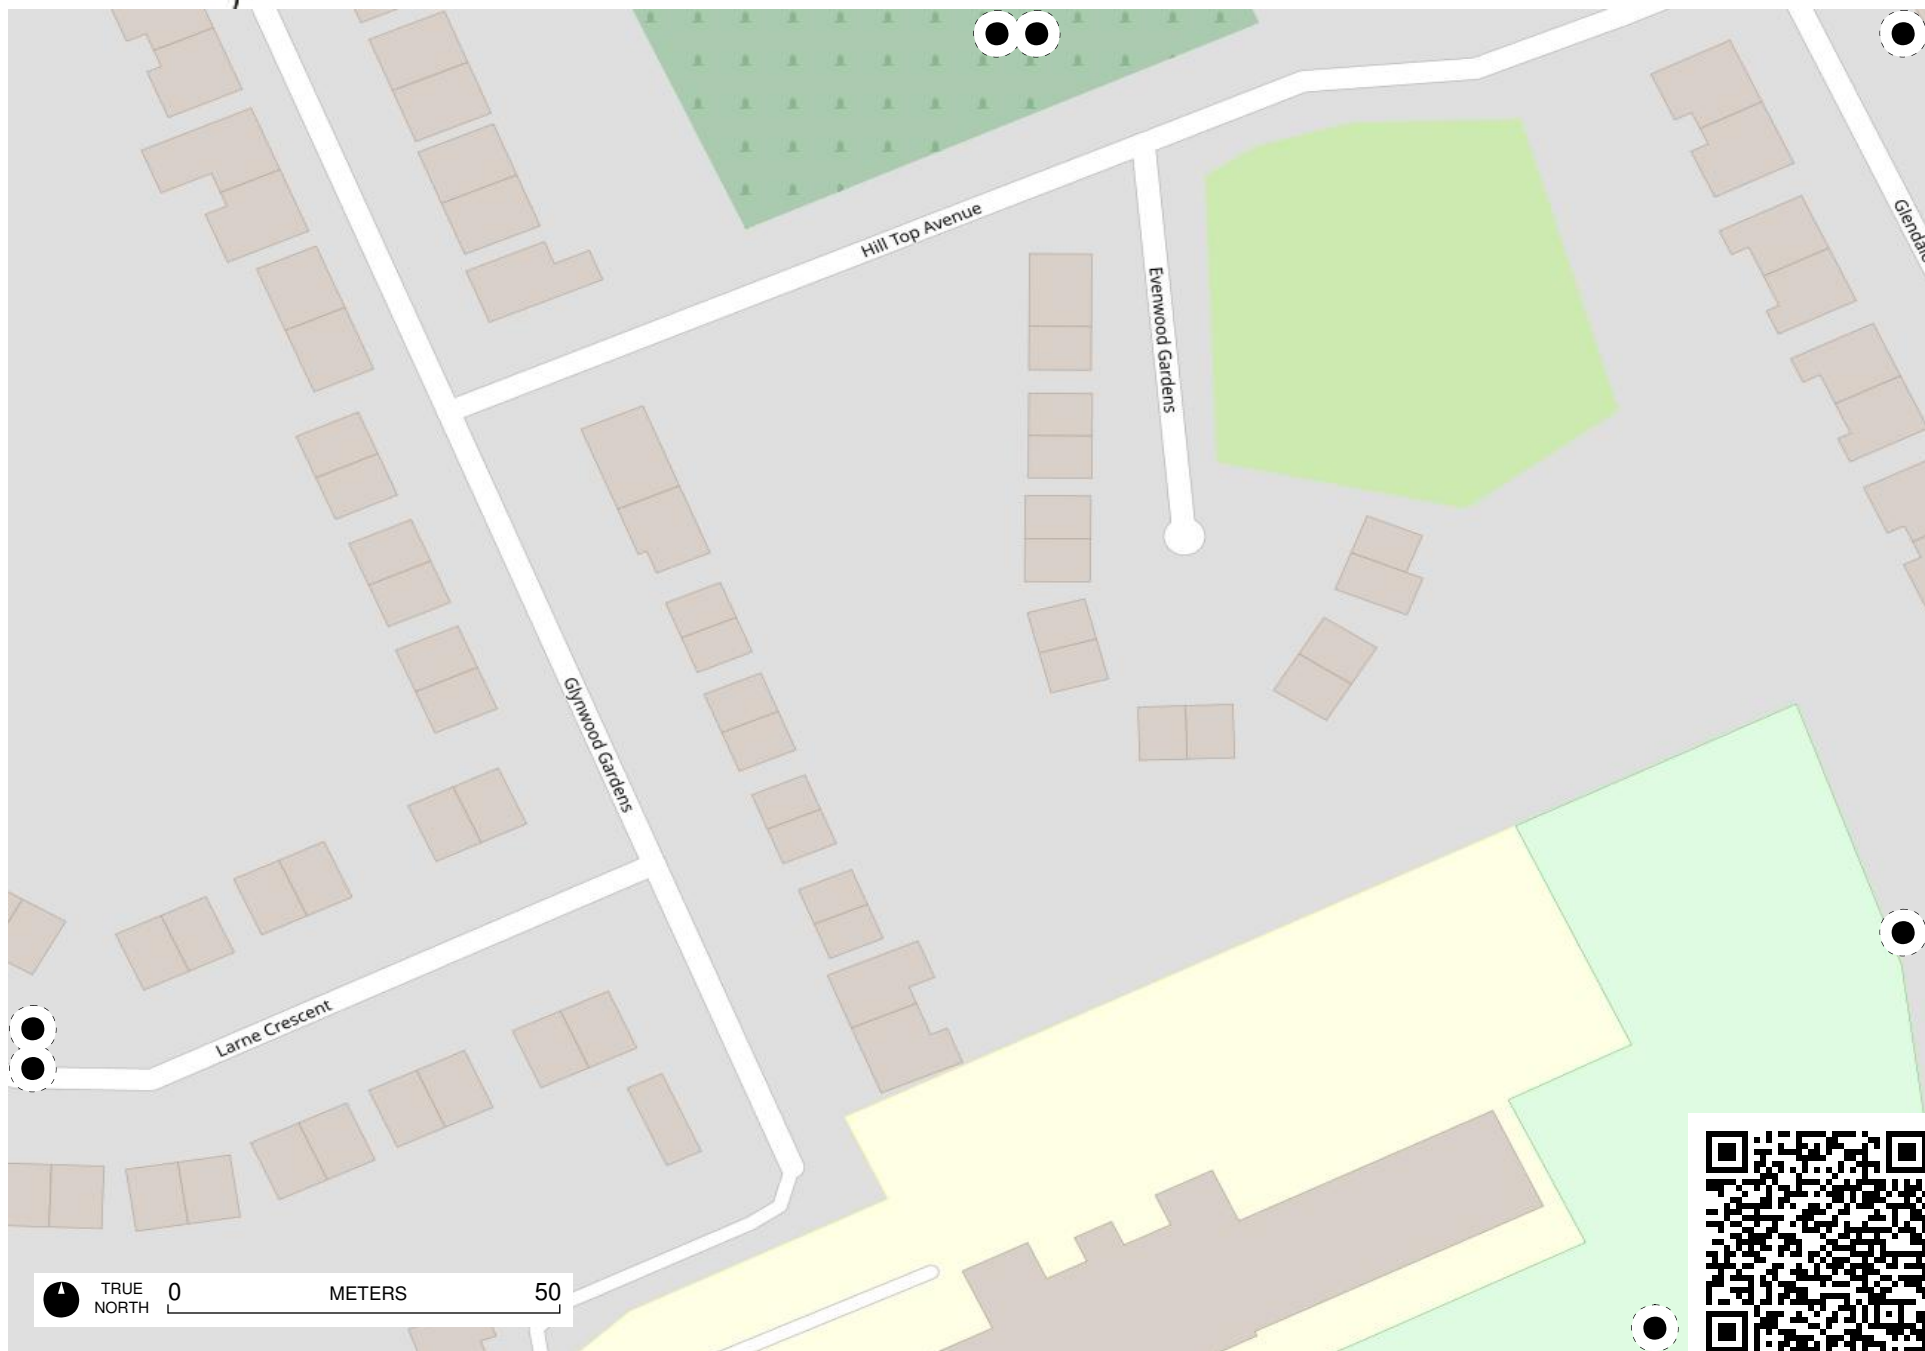 Hill Top Avenue
Evenwood Gardens
Glynwood Gardens
Larne Crescent
TRUE NORTH
0 METERS 50